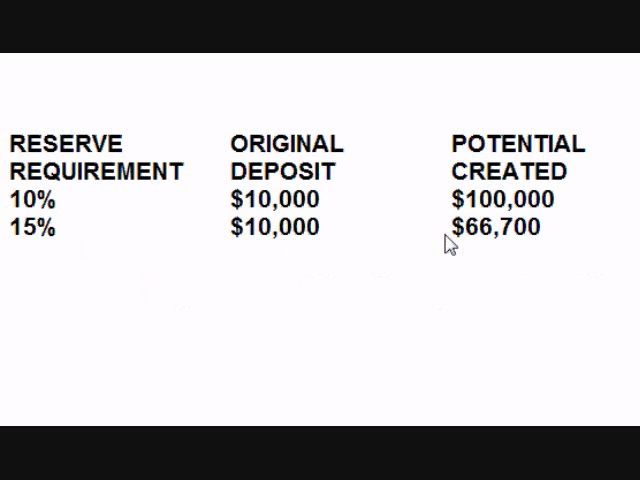 RESERVE REQUIREMENT ORIGINAL DEPOSIT POTENTIAL CREATED
10% $10,000 $100,000
15% $10,000 $66,700